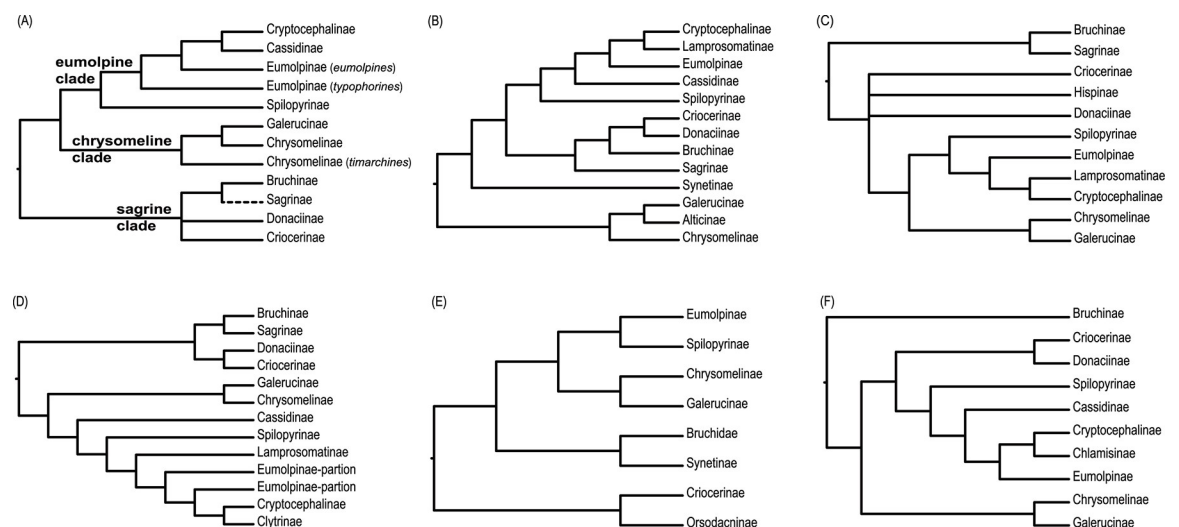 (A)
Cryptocephalinae
Cassidinae
Eumolpinae (eumolpines)
Eumolpinae (typophorines)
Spilopyrinae
Galerucinae
Chrysomelinae
Chrysomelinae (timarchines)
Bruchinae
Sagrinae
Donaciinae
Criocerinae
eumolpine
clade
chrysomeline
clade
sagrine
clade
(B)
Cryptocephalinae
Lamprosomatinae
Eumolpinae
Cassidinae
Spilopyrinae
Criocerinae
Donaciinae
Bruchinae
Sagrinae
Synetinae
Galerucinae
Alticinae
Chrysomelinae
(C)
Bruchinae
Sagrinae
Criocerinae
Hispinae
Donaciinae
Spilopyrinae
Eumolpinae
Lamprosomatinae
Cryptocephalinae
Chrysomelinae
Galerucinae
(D)
Bruchinae
Sagrinae
Donaciinae
Criocerinae
Galerucinae
Chrysomelinae
Cassidinae
Spilopyrinae
Lamprosomatinae
Eumolpinae-partion
Eumolpinae-partion
Cryptocephalinae
Clytrinae
(E)
Eumolpinae
Spilopyrinae
Chrysomelinae
Galerucinae
Bruchidae
Synetinae
Criocerinae
Orsodacninae
(F)
Bruchinae
Criocerinae
Donaciinae
Spilopyrinae
Cassidinae
Cryptocephalinae
Chlamisinae
Eumolpinae
Chrysomelinae
Galerucinae